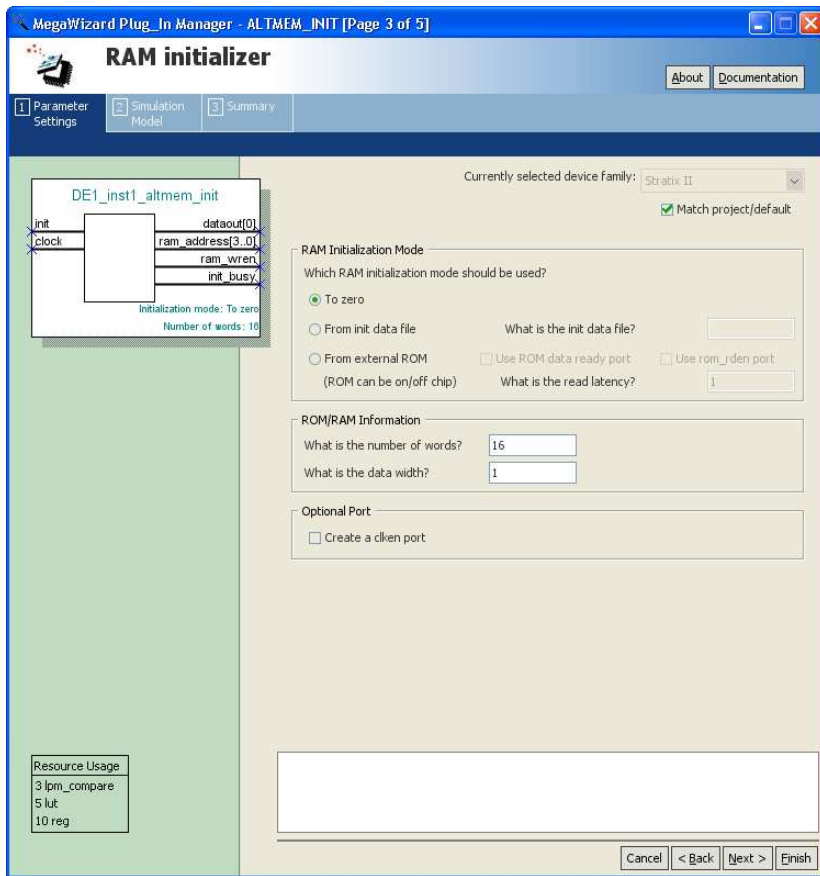 MegaWizard Plug_In Manager - ALTMEM_INIT [Page 3 of 5]
RAM initializer
About Documentation
1 Parameter Settings
2 Simulation Model
3 Summary
Currently selected device family: Stratix II
Match project/default
DE1_inst1_altmem_init
init dataout[0]
clock ram_address[3..0]
ram_wren
init_busy
Initialization mode: To zero
Number of words: 16
RAM Initialization Mode
Which RAM initialization mode should be used?
To zero
From init data file What is the init data file?
From external ROM Use ROM data ready port Use rom_rden port
(ROM can be on/off chip) What is the read latency? 1
ROM/RAM Information
What is the number of words? 16
What is the data width? 1
Optional Port
Create a clken port
Resource Usage
3 lpm_compare
5 lut
10 reg
Cancel < Back Next > Finish